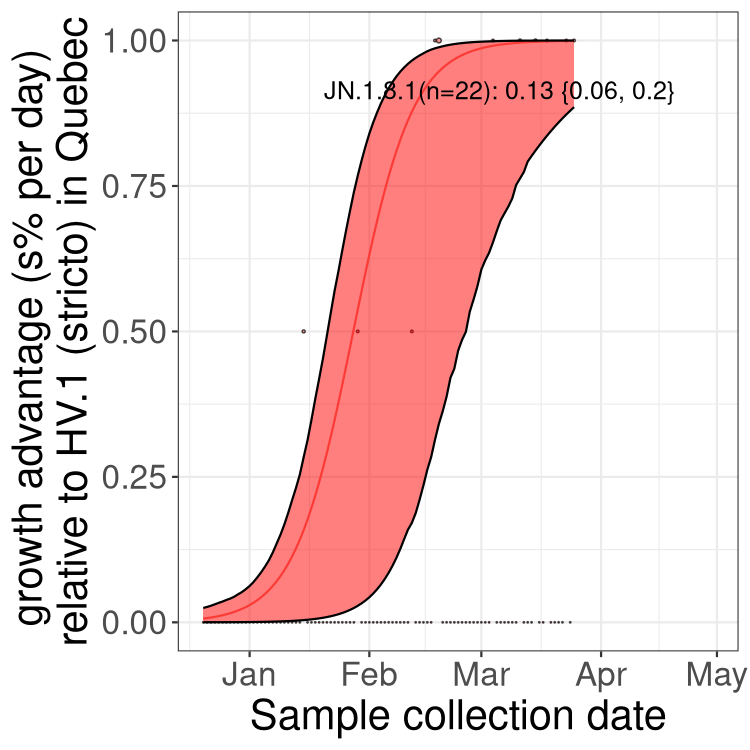 growth advantage (s% per day)
relative to HV.1 (stricto) in Quebec
1.00
0.75
0.50
0.25
0.00
JN.1.8.1(n=22): 0.13 {0.06, 0.2}
Jan Feb Mar Apr May
Sample collection date